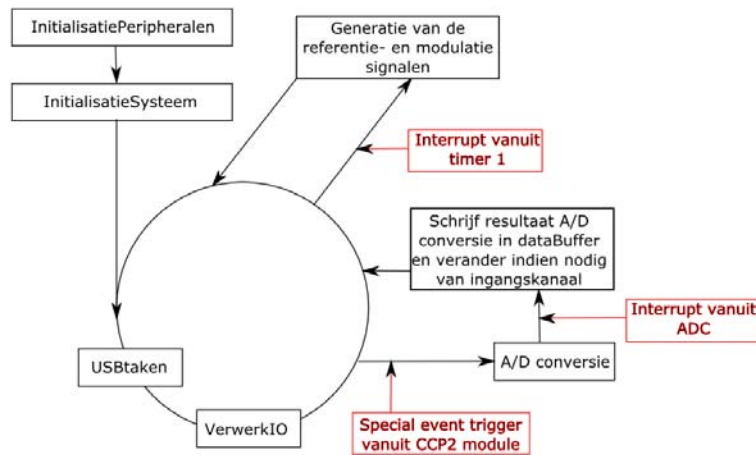 InitialisatiePeripheralen
InitialisatieSysteem
Generatie van de
referentie- en modulatie
signalen
Interrupt vanuit
timer 1
Schrijf resultaat A/D
conversie in dataBuffer
en verander indien nodig
van ingangskanaal
Interrupt vanuit
ADC
A/D conversie
USBtaken
VerwerkIO
Special event trigger
vanuit CCP2 module